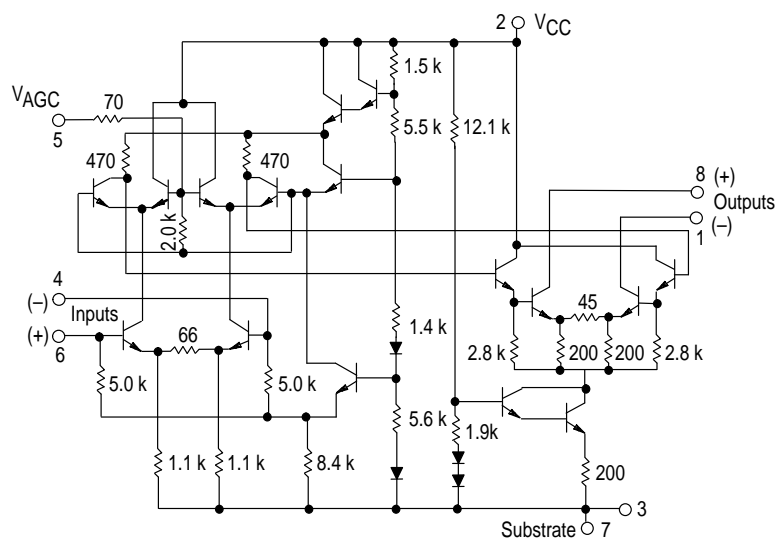 2 VCC
1.5 k
VAGC 70
5
5.5 k
12.1 k
470
470
8 (+)
Outputs
1 (–)
2.0 k
4
(–)
Inputs
(+)
6
66
45
1.4 k
2.8 k
200
200
2.8 k
5.0 k
5.0 k
5.6 k
1.9k
1.1 k
1.1 k
8.4 k
200
3
Substrate 7